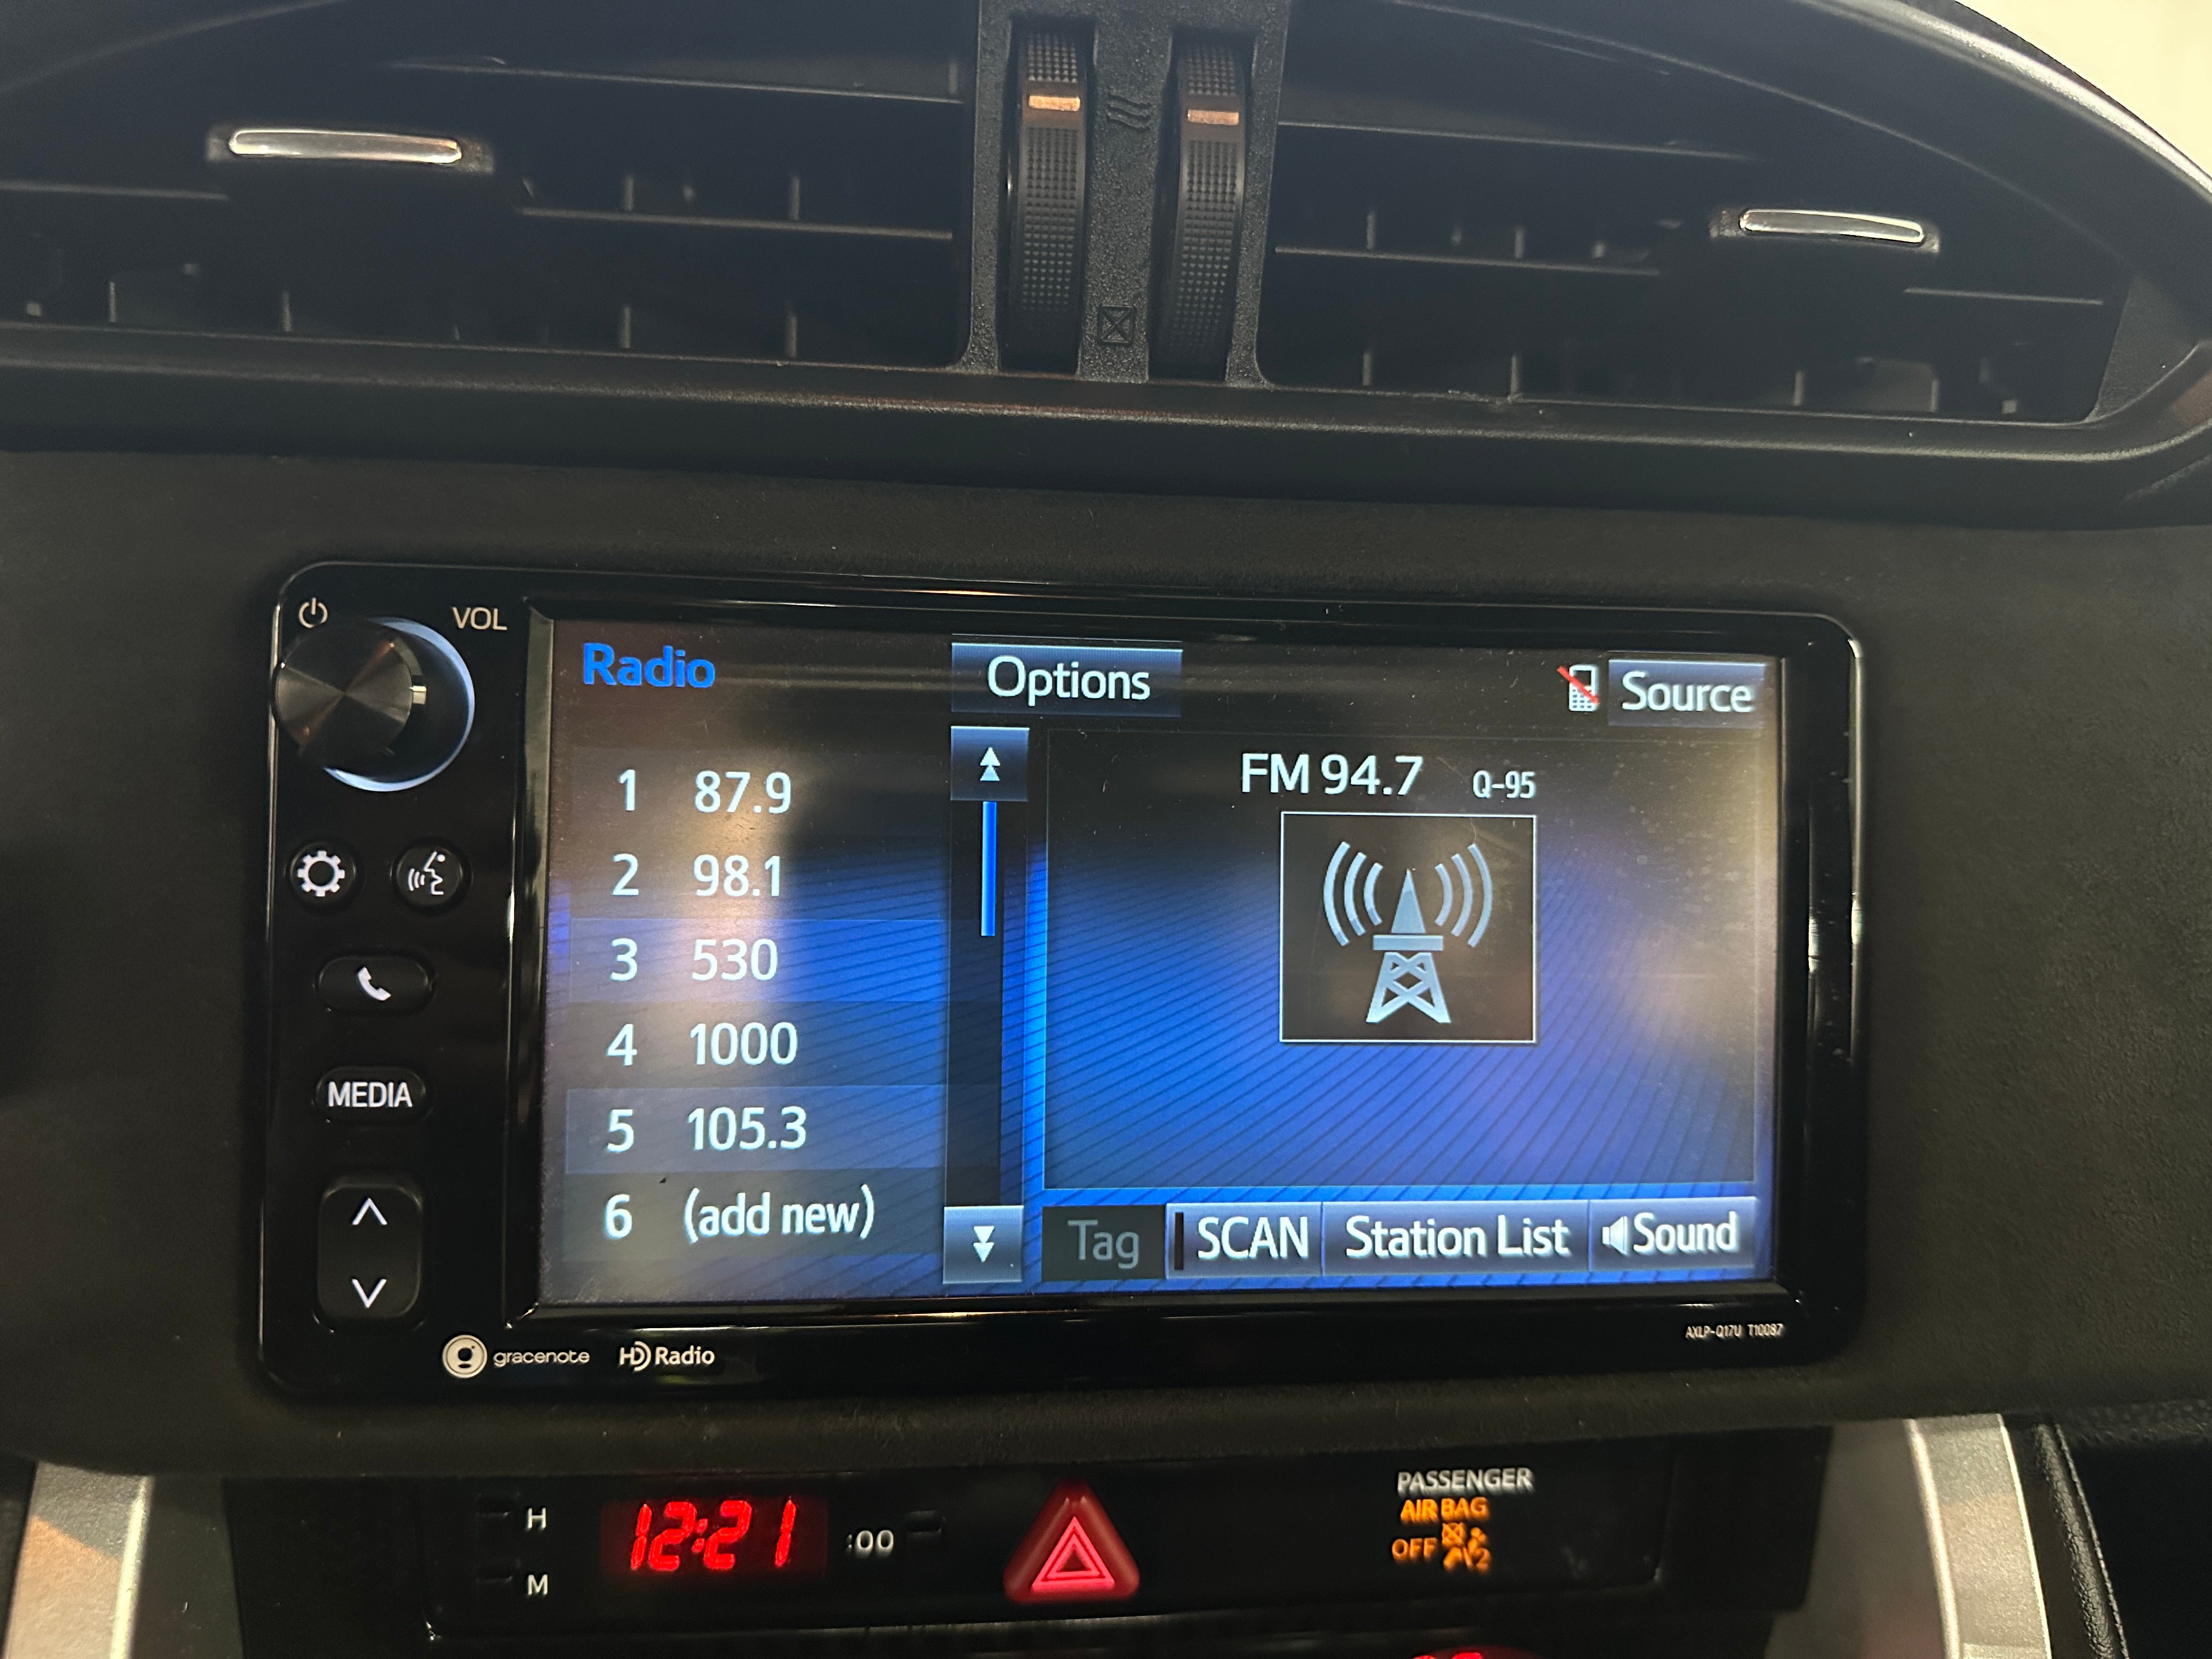 VOL
Radio
Options
Source
1 87.9
2 98.1
3 530
4 1000
5 105.3
6 (add new)
FM 94.7 Q-95
Tag
SCAN
Station List
Sound
MEDIA
gracenote
HD Radio
AXLP-Q17U T10087
H
M
12:21
:00
PASSENGER
AIR BAG
OFF 2